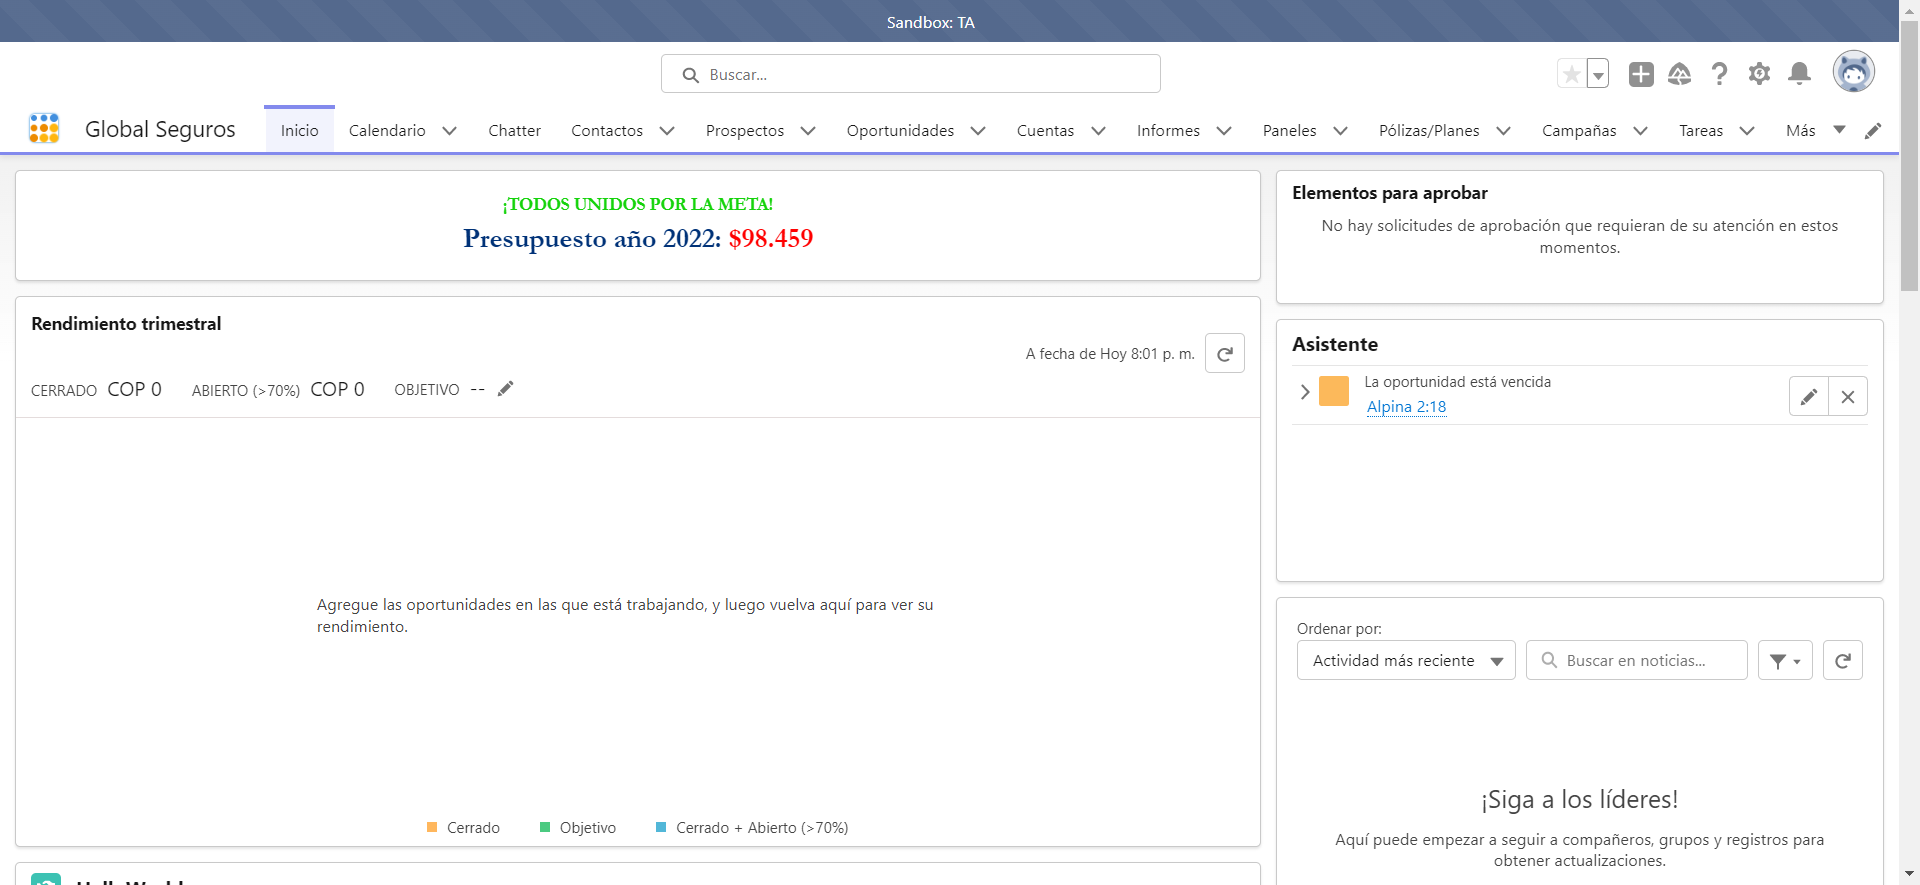 Sandbox: TA
Buscar...
Global Seguros
Inicio
Calendario
Chatter
Contactos
Prospectos
Oportunidades
Cuentas
Informes
Paneles
Pólizas/Planes
Campañas
Tareas
Más
¡TODOS UNIDOS POR LA META!
Presupuesto año 2022: $98.459
Rendimiento trimestral
A fecha de Hoy 8:01 p. m.
CERRADO COP 0 ABIERTO (>70%) COP 0 OBJETIVO --
Agregue las oportunidades en las que está trabajando, y luego vuelva aquí para ver su
rendimiento.
Cerrado
Objetivo
Cerrado + Abierto (>70%)
Elementos para aprobar
No hay solicitudes de aprobación que requieran de su atención en estos
momentos.
Asistente
La oportunidad está vencida
Alpina 2:18
Ordenar por:
Actividad más reciente
Buscar en noticias...
¡Siga a los líderes!
Aquí puede empezar a seguir a compañeros, grupos y registros para
obtener actualizaciones.